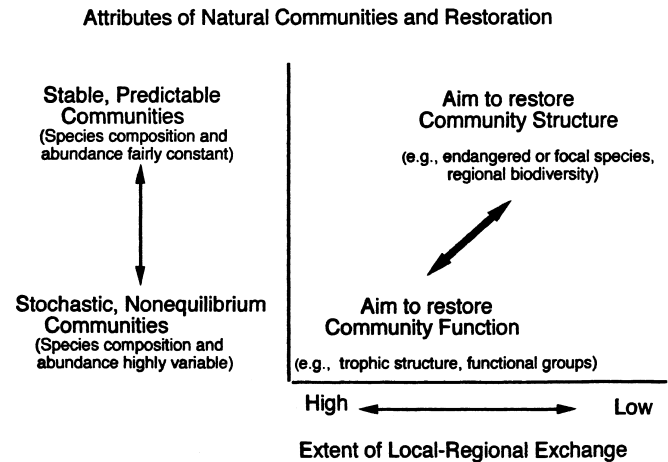 Attributes of Natural Communities and Restoration
Stable, Predictable
Communities
(Species composition and
abundance fairly constant)
Stochastic, Nonequilibrium
Communities
(Species composition and
abundance highly variable)
Aim to restore
Community Structure
(e.g., endangered or focal species,
regional biodiversity)
Aim to restore
Community Function
(e.g., trophic structure, functional groups)
High
Low
Extent of Local-Regional Exchange